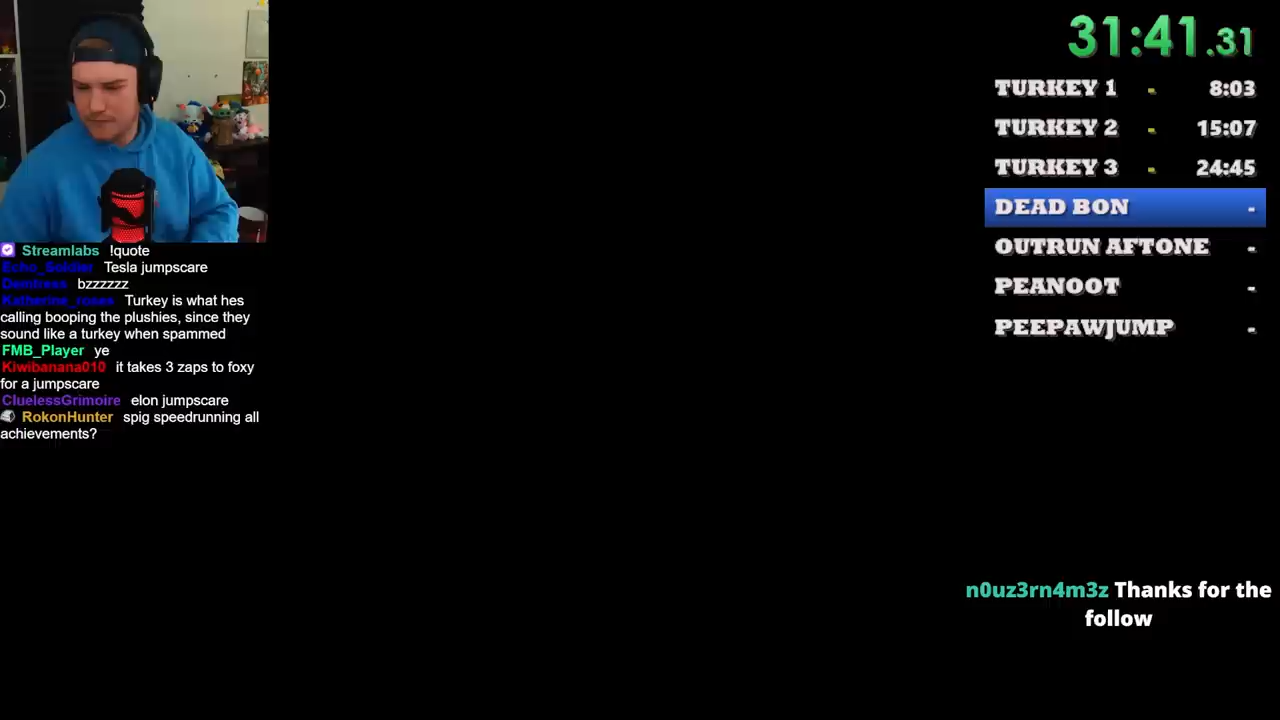 31:41.31
TURKEY 1 - 8:03
TURKEY 2 - 15:07
TURKEY 3 - 24:45
DEAD BON -
OUTRUN AFTONE -
PEANOOT -
PEEPAWJUMP -
Streamlabs !quote
Echo_Soldier Tesla jumpscare
Demtress bzzzzzz
Katherine_roses Turkey is what hes
calling booping the plushies, since they
sound like a turkey when spammed
FMB_Player ye
Kiwibanana010 it takes 3 zaps to foxy
for a jumpscare
CluelessGrimoire elon jumpscare
RokonHunter spig speedrunning all
achievements?
n0uz3rn4m3z Thanks for the
follow